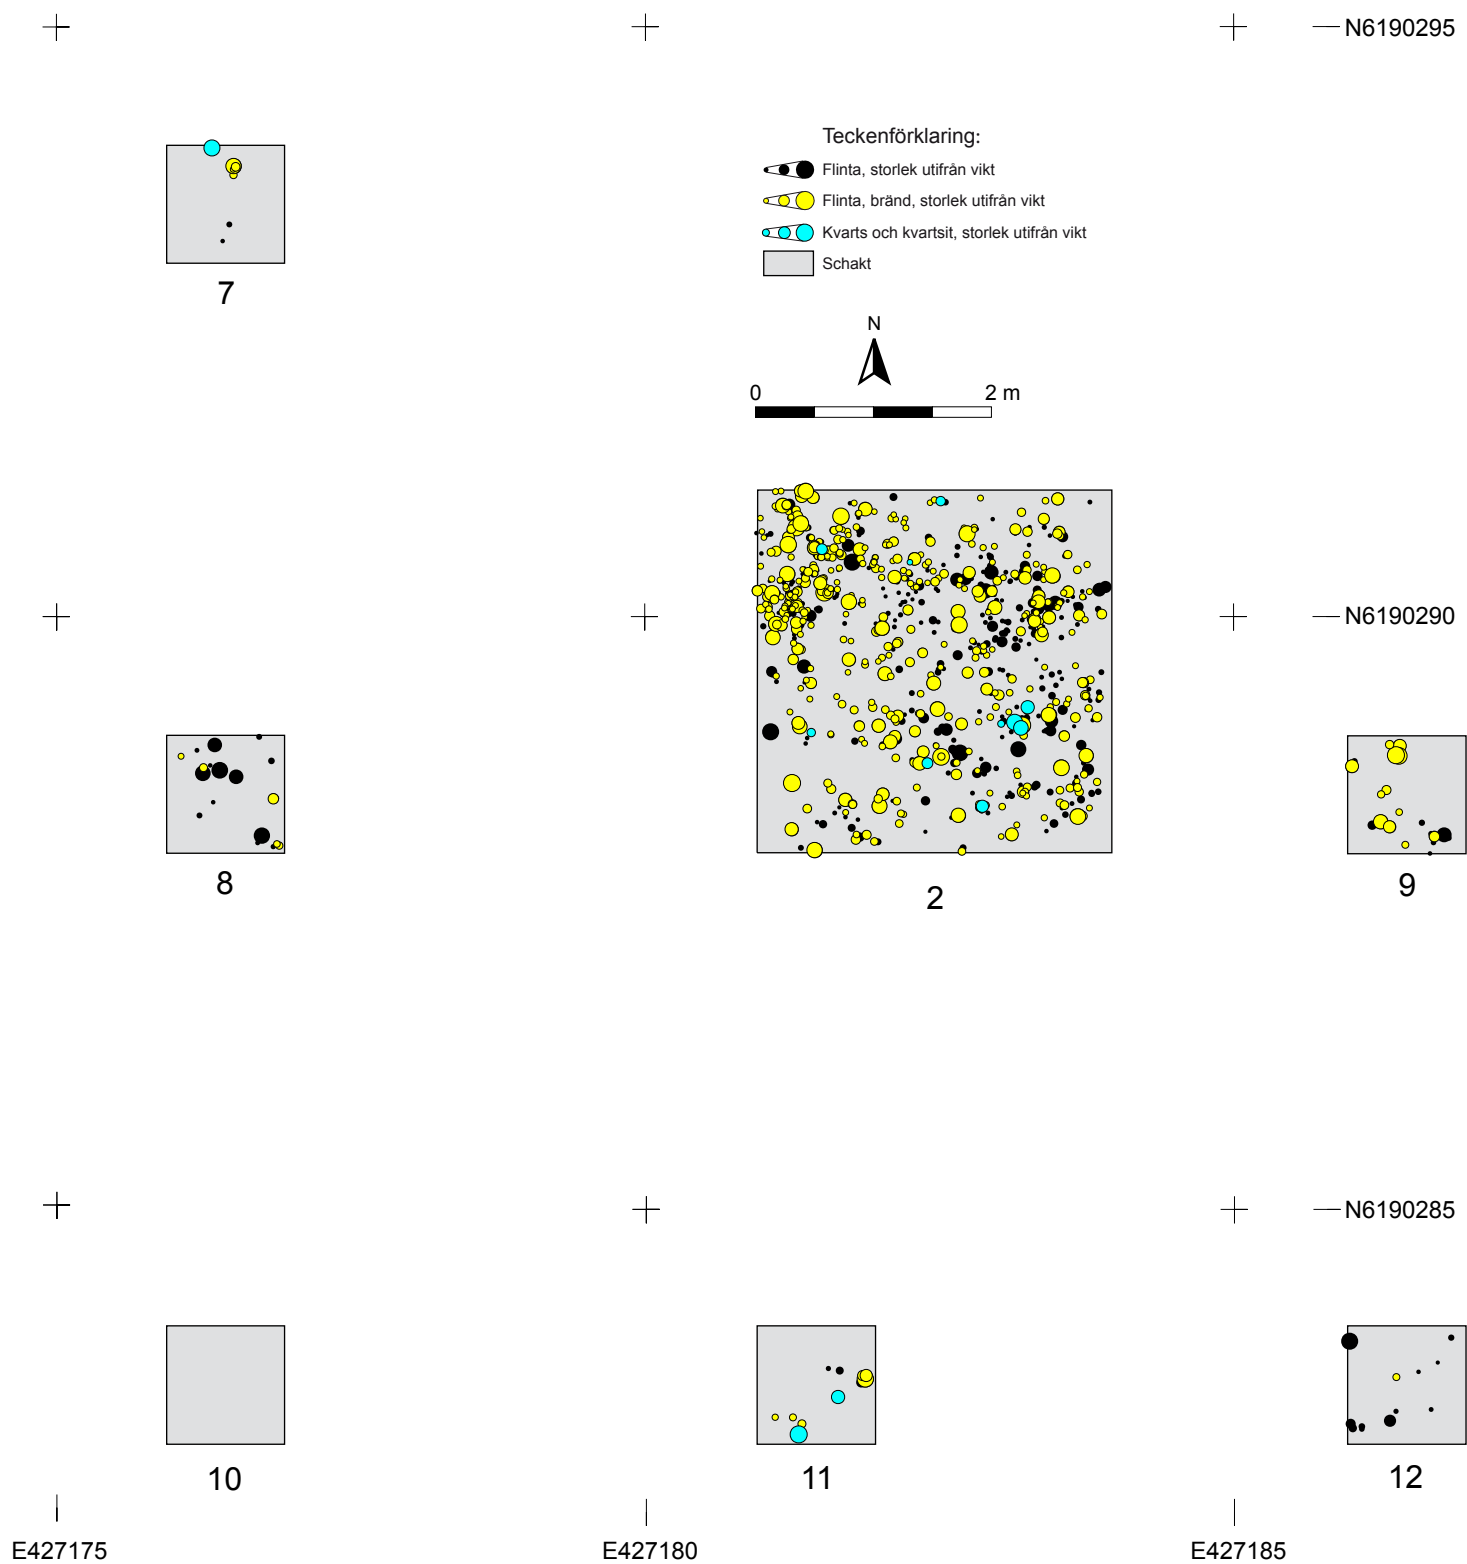 N6190295
Teckenförklaring:
Flinta, storlek utifrån vikt
Flinta, bränd, storlek utifrån vikt
Kvarts och kvartsit, storlek utifrån vikt
Schakt
7
N
0 2 m
N6190290
8
2
9
N6190285
10
11
12
E427175
E427180
E427185